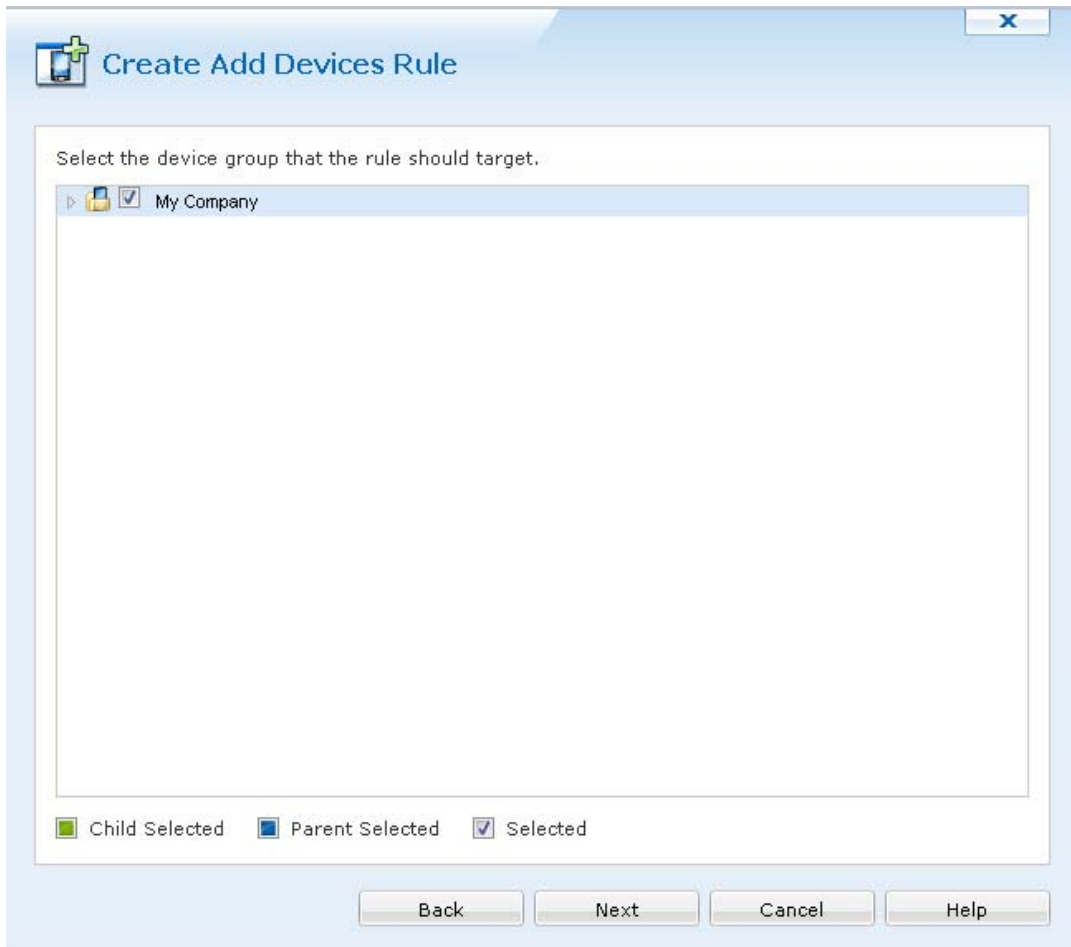 X
Create Add Devices Rule
Select the device group that the rule should target.
My Company
Child Selected Parent Selected Selected
Back Next Cancel Help